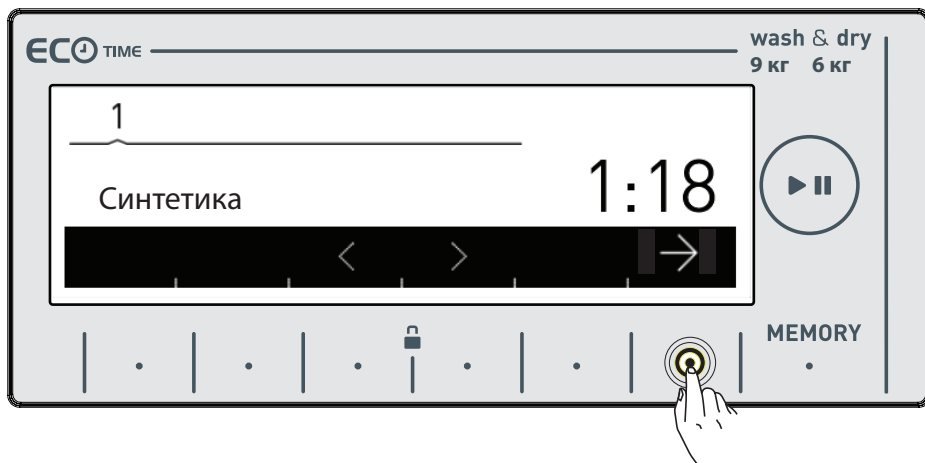 ECO TIME
wash & dry
9 кг 6 кг
1
Синтетика
1:18
MEMORY